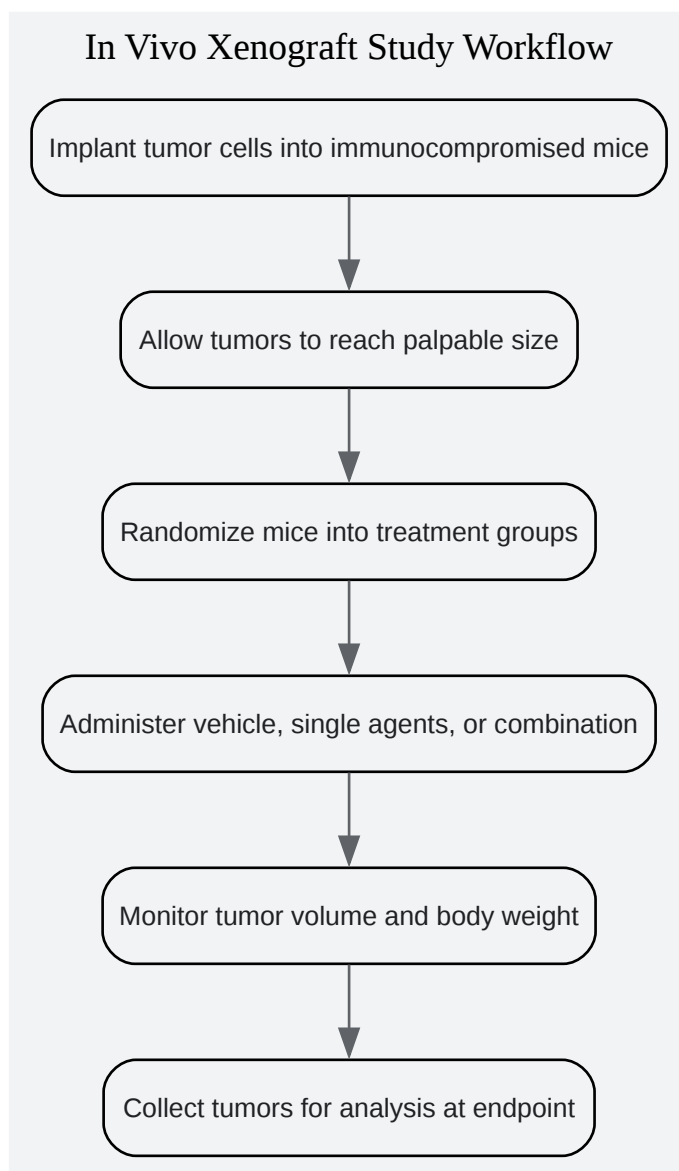 In Vivo Xenograft Study Workflow
Implant tumor cells into immunocompromised mice
Allow tumors to reach palpable size
Randomize mice into treatment groups
Administer vehicle, single agents, or combination
Monitor tumor volume and body weight
Collect tumors for analysis at endpoint